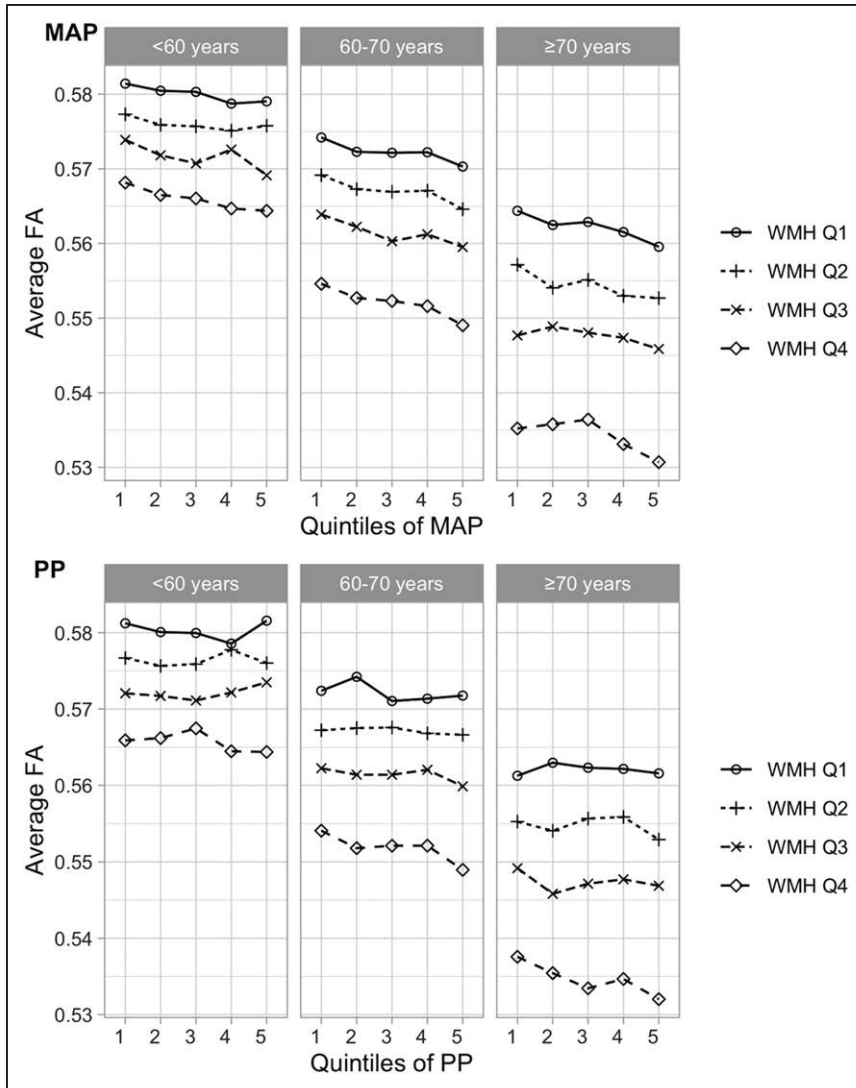 MAP
<60 years 60-70 years ≥70 years
0.58
0.57
0.56
0.55
0.54
0.53
Average FA
1 2 3 4 5 1 2 3 4 5 1 2 3 4 5
Quintiles of MAP
WMH Q1
WMH Q2
WMH Q3
WMH Q4
PP
<60 years 60-70 years ≥70 years
0.58
0.57
0.56
0.55
0.54
0.53
Average FA
1 2 3 4 5 1 2 3 4 5 1 2 3 4 5
Quintiles of PP
WMH Q1
WMH Q2
WMH Q3
WMH Q4